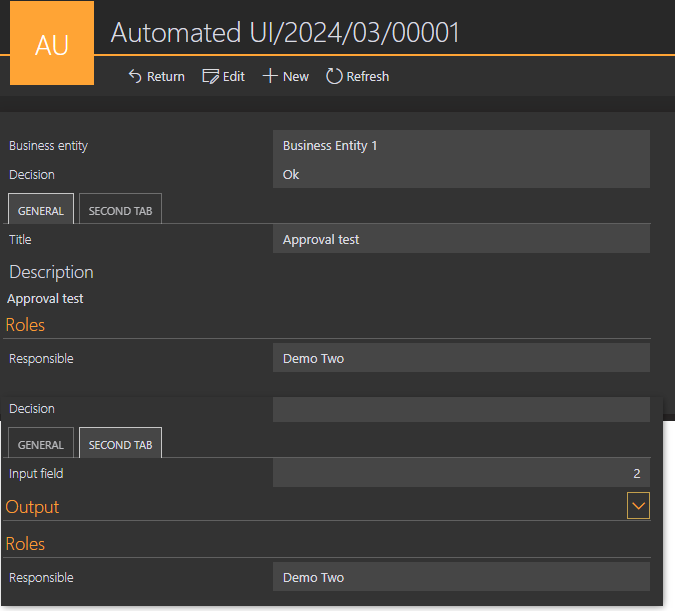 AU
Automated UI/2024/03/00001
Return Edit New Refresh
Business entity Business Entity 1
Decision Ok
GENERAL SECOND TAB
Title Approval test
Description
Approval test
Roles
Responsible Demo Two
Decision
GENERAL SECOND TAB
Input field 2
Output
Roles
Responsible Demo Two